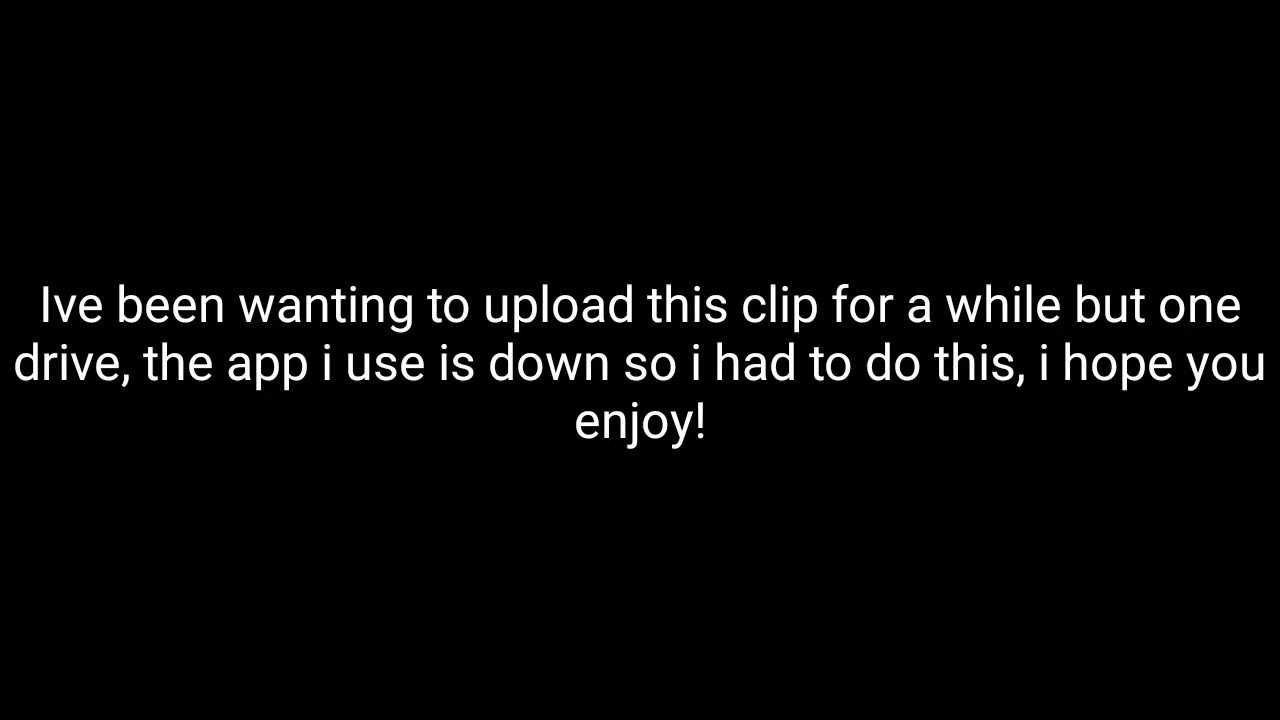 Ive been wanting to upload this clip for a while but one
drive, the app i use is down so i had to do this, i hope you
enjoy!